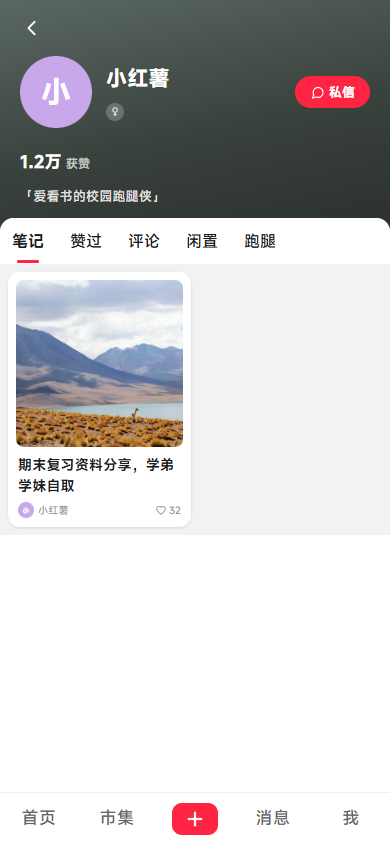 小
小红薯
私信
1.2万 获赞
「爱看书的校园跑腿侠」
笔记 赞过 评论 闲置 跑腿
期末复习资料分享，学弟
学妹自取
小 小红薯 32
首页 市集 消息 我